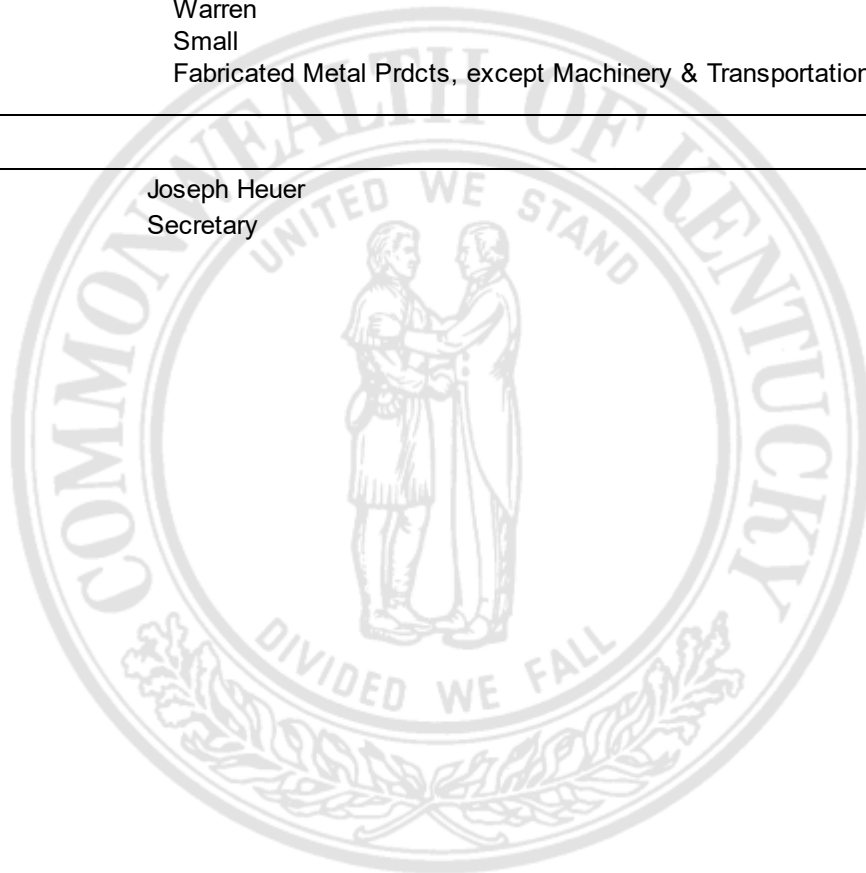 Warren
Small
Fabricated Metal Prdcts, except Machinery & Transportation
Joseph Heuer
Secretary
COMMONWEALTH OF KENTUCKY
UNITED WE STAND
DIVIDED WE FALL